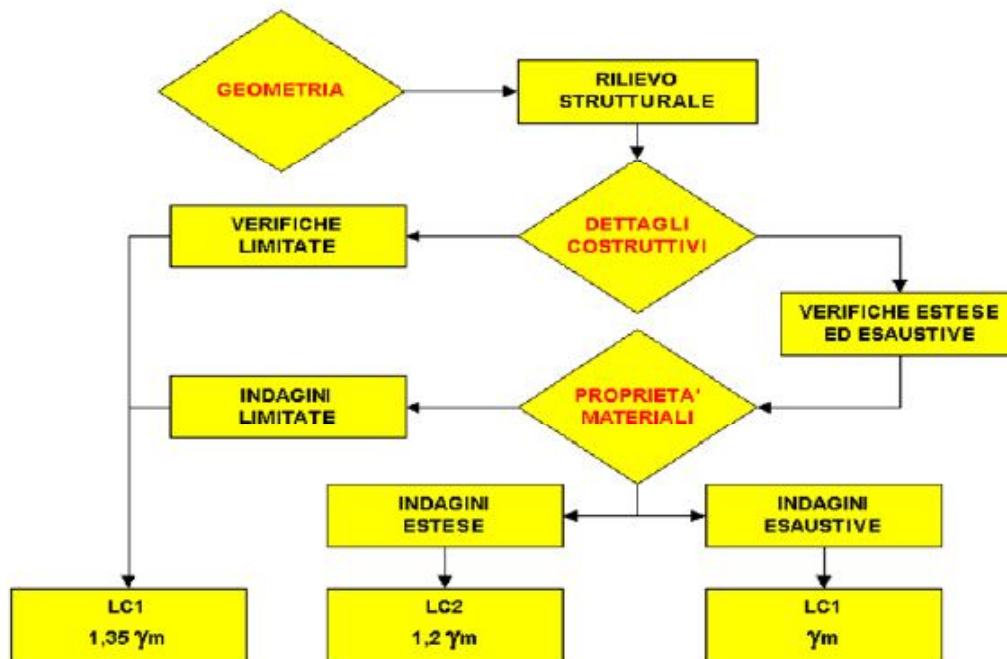 GEOMETRIA
RILIEVO
STRUTTURALE
VERIFICHE
LIMITATE
DETTAGLI
COSTRUTTIVI
VERIFICHE ESTESE
ED ESAUSTIVE
INDAGINI
LIMITATE
PROPRIETA'
MATERIALI
INDAGINI
ESTESE
INDAGINI
ESAUSTIVE
LC1
1,35 γm
LC2
1,2 γm
LC1
γm